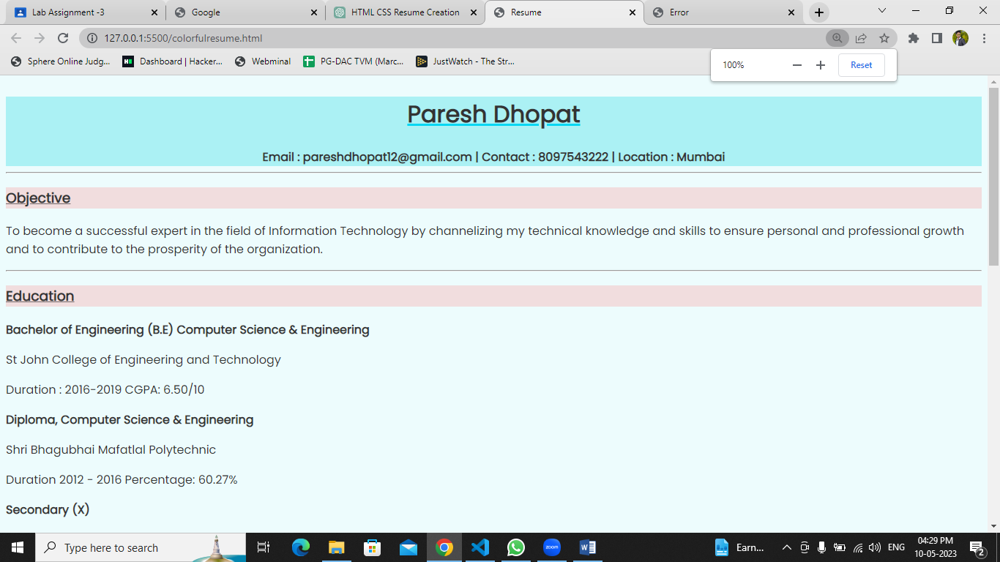 Lab Assignment -3
Google
HTML CSS Resume Creation
Resume
Error
127.0.0.1:5500/colorfulresume.html
Sphere Online Judg...
Dashboard | Hacker...
Webminal
PG-DAC TVM (Marc...
JustWatch - The Str...
100%
Reset
Paresh Dhopat
Email : pareshdhopat12@gmail.com | Contact : 8097543222 | Location : Mumbai
Objective
To become a successful expert in the field of Information Technology by channelizing my technical knowledge and skills to ensure personal and professional growth
and to contribute to the prosperity of the organization.
Education
Bachelor of Engineering (B.E) Computer Science & Engineering
St John College of Engineering and Technology
Duration : 2016-2019 CGPA: 6.50/10
Diploma, Computer Science & Engineering
Shri Bhagubhai Mafatlal Polytechnic
Duration 2012 - 2016 Percentage: 60.27%
Secondary (X)
Type here to search
zoom
Earn...
ENG
04:29 PM
10-05-2023
2